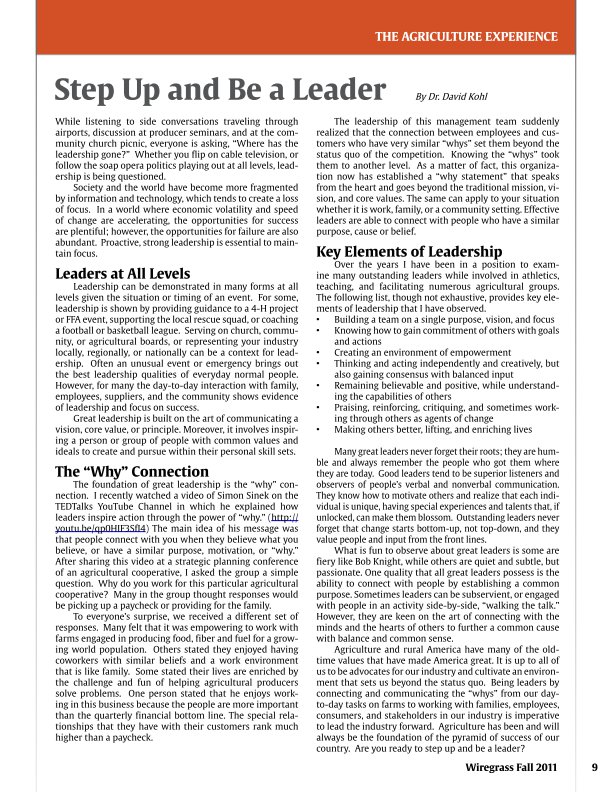 THE AGRICULTURE EXPERIENCE
Step Up and Be a Leader
By Dr. David Kohl
While listening to side conversations traveling through
airports, discussion at producer seminars, and at the com-
munity church picnic, everyone is asking, “Where has the
leadership gone?” Whether you flip on cable television, or
follow the soap opera politics playing out at all levels, lead-
ership is being questioned.
Society and the world have become more fragmented
by information and technology, which tends to create a loss
of focus. In a world where economic volatility and speed
of change are accelerating, the opportunities for success
are plentiful; however, the opportunities for failure are also
abundant. Proactive, strong leadership is essential to main-
tain focus.
Leaders at All Levels
Leadership can be demonstrated in many forms at all
levels given the situation or timing of an event. For some,
leadership is shown by providing guidance to a 4-H project
or FFA event, supporting the local rescue squad, or coaching
a football or basketball league. Serving on church, commu-
nity, or agricultural boards, or representing your industry
locally, regionally, or nationally can be a context for lead-
ership. Often an unusual event or emergency brings out
the best leadership qualities of everyday normal people.
However, for many the day-to-day interaction with family,
employees, suppliers, and the community shows evidence
of leadership and focus on success.
Great leadership is built on the art of communicating a
vision, core value, or principle. Moreover, it involves inspir-
ing a person or group of people with common values and
ideals to create and pursue within their personal skill sets.
The “Why” Connection
The foundation of great leadership is the “why” con-
nection. I recently watched a video of Simon Sinek on the
TEDTalks YouTube Channel in which he explained how
leaders inspire action through the power of “why.” (http://
youtu.be/qp0HIF3SfI4) The main idea of his message was
that people connect with you when they believe what you
believe, or have a similar purpose, motivation, or “why.”
After sharing this video at a strategic planning conference
of an agricultural cooperative, I asked the group a simple
question. Why do you work for this particular agricultural
cooperative? Many in the group thought responses would
be picking up a paycheck or providing for the family.
To everyone’s surprise, we received a different set of
responses. Many felt that it was empowering to work with
farms engaged in producing food, fiber and fuel for a grow-
ing world population. Others stated they enjoyed having
coworkers with similar beliefs and a work environment
that is like family. Some stated their lives are enriched by
the challenge and fun of helping agricultural producers
solve problems. One person stated that he enjoys work-
ing in this business because the people are more important
than the quarterly financial bottom line. The special rela-
tionships that they have with their customers rank much
higher than a paycheck.
The leadership of this management team suddenly
realized that the connection between employees and cus-
tomers who have very similar “whys” set them beyond the
status quo of the competition. Knowing the “whys” took
them to another level. As a matter of fact, this organiza-
tion now has established a “why statement” that speaks
from the heart and goes beyond the traditional mission, vi-
sion, and core values. The same can apply to your situation
whether it is work, family, or a community setting. Effective
leaders are able to connect with people who have a similar
purpose, cause or belief.
Key Elements of Leadership
Over the years I have been in a position to exam-
ine many outstanding leaders while involved in athletics,
teaching, and facilitating numerous agricultural groups.
The following list, though not exhaustive, provides key ele-
ments of leadership that I have observed.
• Building a team on a single purpose, vision, and focus
• Knowing how to gain commitment of others with goals
and actions
• Creating an environment of empowerment
• Thinking and acting independently and creatively, but
also gaining consensus with balanced input
• Remaining believable and positive, while understand-
ing the capabilities of others
• Praising, reinforcing, critiquing, and sometimes work-
ing through others as agents of change
• Making others better, lifting, and enriching lives
Many great leaders never forget their roots; they are hum-
ble and always remember the people who got them where
they are today. Good leaders tend to be superior listeners and
observers of people’s verbal and nonverbal communication.
They know how to motivate others and realize that each indi-
vidual is unique, having special experiences and talents that, if
unlocked, can make them blossom. Outstanding leaders never
forget that change starts bottom-up, not top-down, and they
value people and input from the front lines.
What is fun to observe about great leaders is some are
fiery like Bob Knight, while others are quiet and subtle, but
passionate. One quality that all great leaders possess is the
ability to connect with people by establishing a common
purpose. Sometimes leaders can be subservient, or engaged
with people in an activity side-by-side, “walking the talk.”
However, they are keen on the art of connecting with the
minds and the hearts of others to further a common cause
with balance and common sense.
Agriculture and rural America have many of the old-
time values that have made America great. It is up to all of
us to be advocates for our industry and cultivate an environ-
ment that sets us beyond the status quo. Being leaders by
connecting and communicating the “whys” from our day-
to-day tasks on farms to working with families, employees,
consumers, and stakeholders in our industry is imperative
to lead the industry forward. Agriculture has been and will
always be the foundation of the pyramid of success of our
country. Are you ready to step up and be a leader?
Wiregrass Fall 2011 9